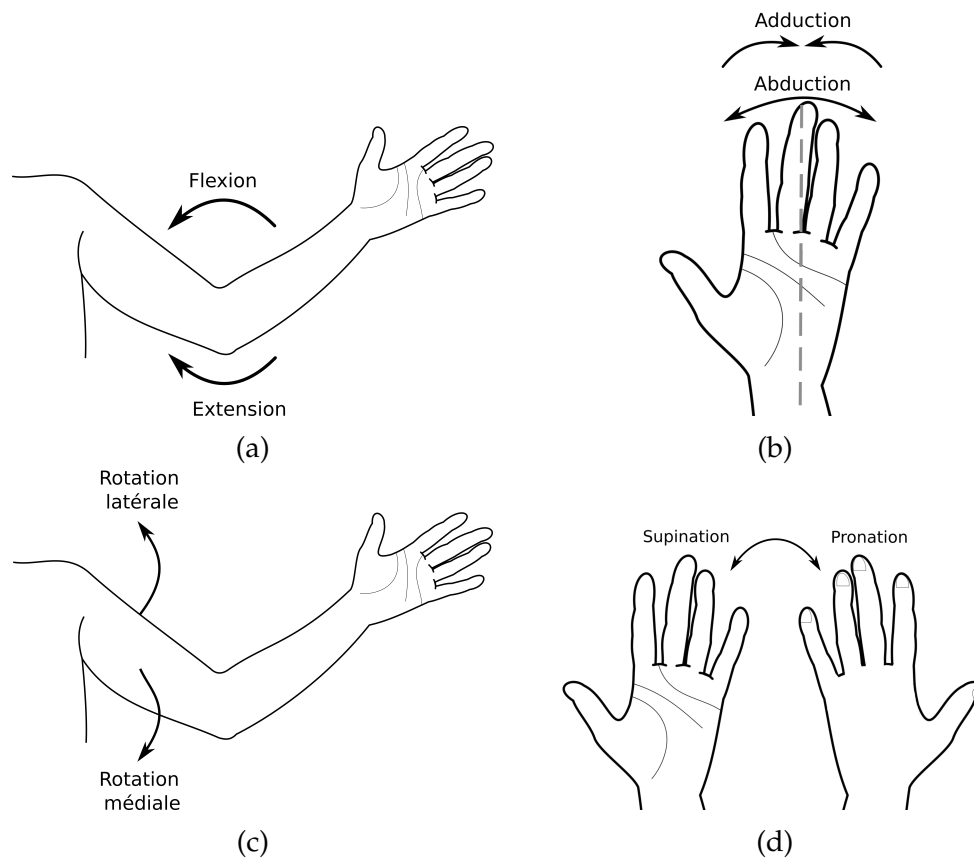 Adduction
Abduction
Flexion
Extension
(a)
(b)
Rotation
latérale
Rotation
médiale
Supination
Pronation
(c)
(d)